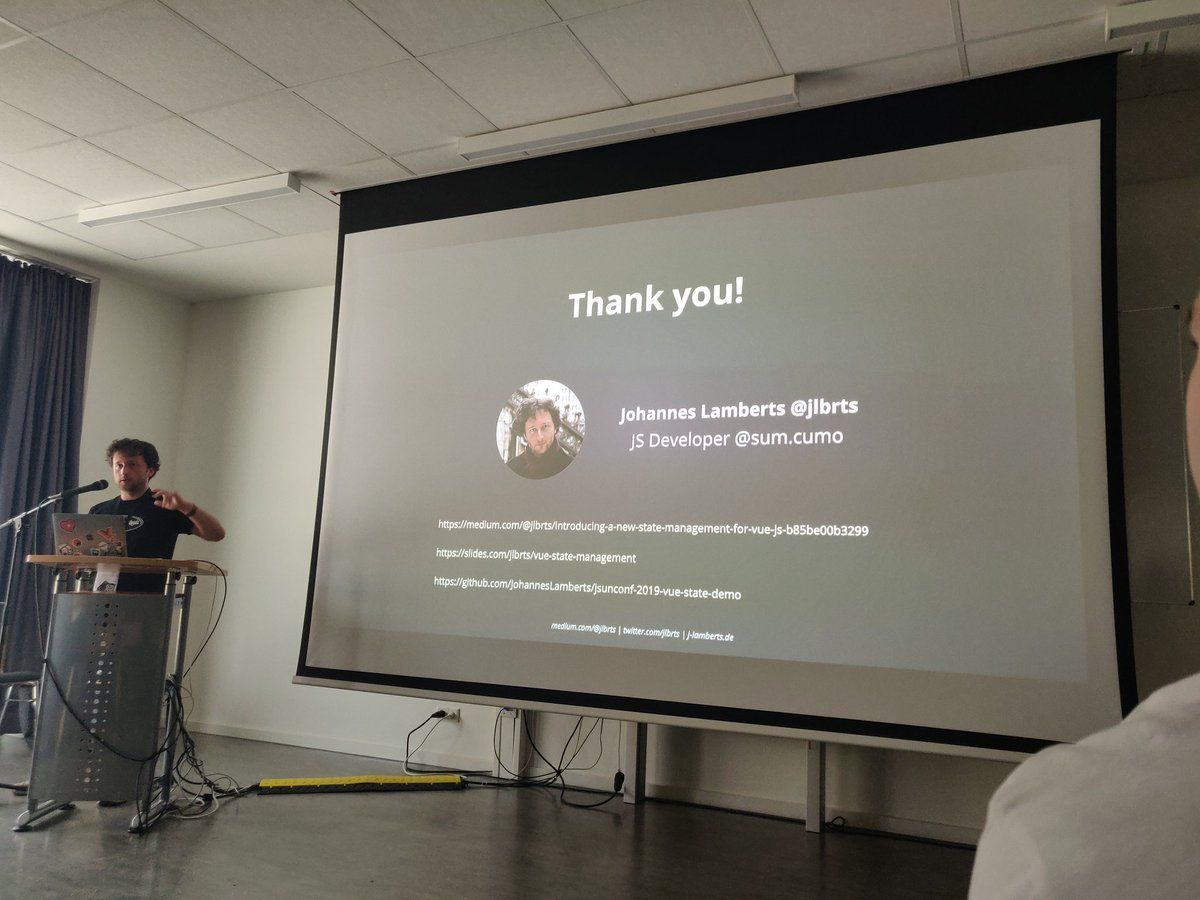 Thank you!
Johannes Lamberts @jlbrts
JS Developer @sum.cumo
https://medium.com/@jlbrts/introducing-a-new-state-management-for-vue-js-b85be00b3299
https://slides.com/jlbrts/vue-state-management
https://github.com/JohannesLamberts/jsunconf-2019-vue-state-demo
medium.com/@jlbrts | twitter.com/jlbrts | j-lamberts.de